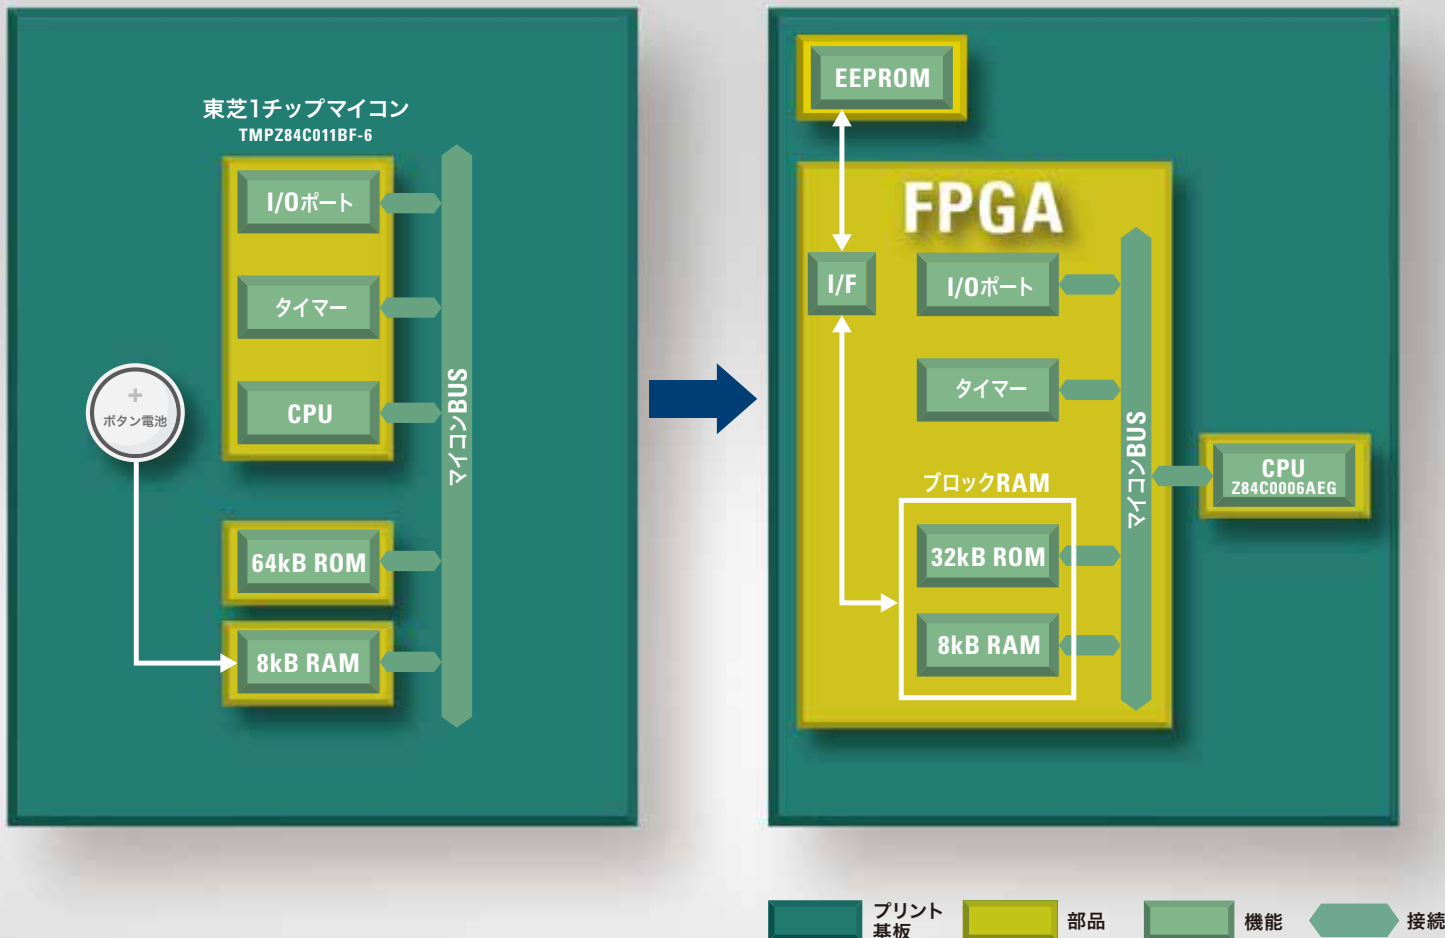 東芝1チップマイコン
TMPZ84C011BF-6
I/Oポート
タイマー
CPU
+
ボタン電池
64kB ROM
8kB RAM
マイコンBUS
EEPROM
FPGA
I/F
I/Oポート
タイマー
ブロックRAM
32kB ROM
8kB RAM
マイコンBUS
CPU
Z84C0006AEG
プリント
基板
部品
機能
接続